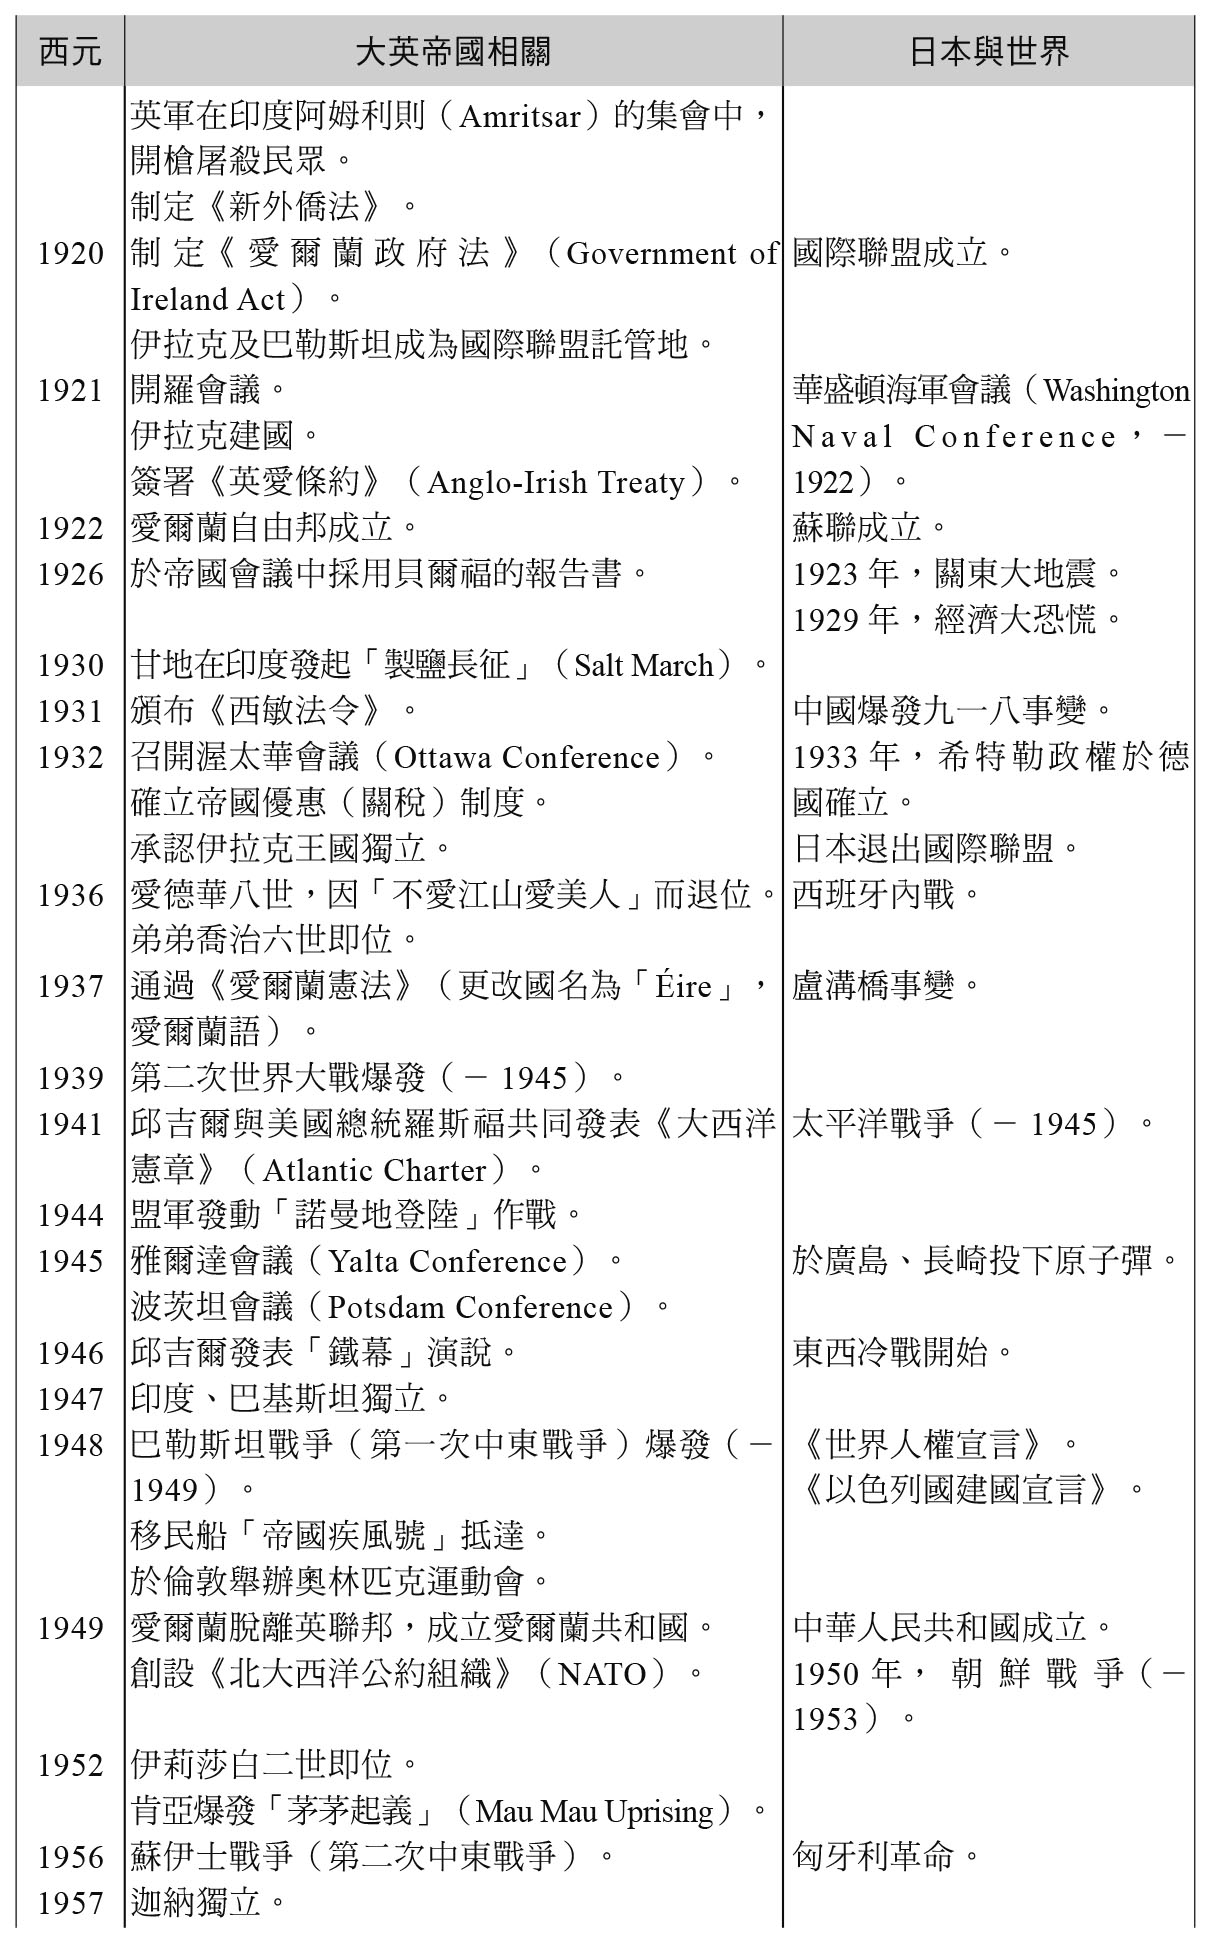 西元 大英帝國相關 日本與世界
英軍在印度阿姆利則（Amritsar）的集會中，
開槍屠殺民眾。
制定《新外僑法》。
1920 制定《愛爾蘭政府法》（Government of 國際聯盟成立。
Ireland Act）。
伊拉克及巴勒斯坦成為國際聯盟託管地。
1921 開羅會議。 華盛頓海軍會議（Washington
伊拉克建國。 Naval Conference，－
簽署《英愛條約》（Anglo-Irish Treaty）。 1922）。
1922 愛爾蘭自由邦成立。 蘇聯成立。
1926 於帝國會議中採用貝爾福的報告書。 1923 年，關東大地震。
1929 年，經濟大恐慌。
1930 甘地在印度發起「製鹽長征」（Salt March）。
1931 頒布《西敏法令》。 中國爆發九一八事變。
1932 召開渥太華會議（Ottawa Conference）。 1933 年，希特勒政權於德
確立帝國優惠（關稅）制度。 國確立。
承認伊拉克王國獨立。 日本退出國際聯盟。
1936 愛德華八世，因「不愛江山愛美人」而退位。 西班牙內戰。
弟弟喬治六世即位。
1937 通過《愛爾蘭憲法》（更改國名為「Éire」， 盧溝橋事變。
愛爾蘭語）。
1939 第二次世界大戰爆發（－ 1945）。
1941 邱吉爾與美國總統羅斯福共同發表《大西洋 太平洋戰爭（－ 1945）。
憲章》（Atlantic Charter）。
1944 盟軍發動「諾曼地登陸」作戰。
1945 雅爾達會議（Yalta Conference）。 於廣島、長崎投下原子彈。
波茨坦會議（Potsdam Conference）。
1946 邱吉爾發表「鐵幕」演說。 東西冷戰開始。
1947 印度、巴基斯坦獨立。
1948 巴勒斯坦戰爭（第一次中東戰爭）爆發（－ 《世界人權宣言》。
1949）。 《以色列國建國宣言》。
移民船「帝國疾風號」抵達。
於倫敦舉辦奧林匹克運動會。
1949 愛爾蘭脫離英聯邦，成立愛爾蘭共和國。 中華人民共和國成立。
創設《北大西洋公約組織》（NATO）。 1950 年，朝鮮戰爭（－
1953）。
1952 伊莉莎白二世即位。
肯亞爆發「茅茅起義」（Mau Mau Uprising）。
1956 蘇伊士戰爭（第二次中東戰爭）。 匈牙利革命。
1957 迦納獨立。